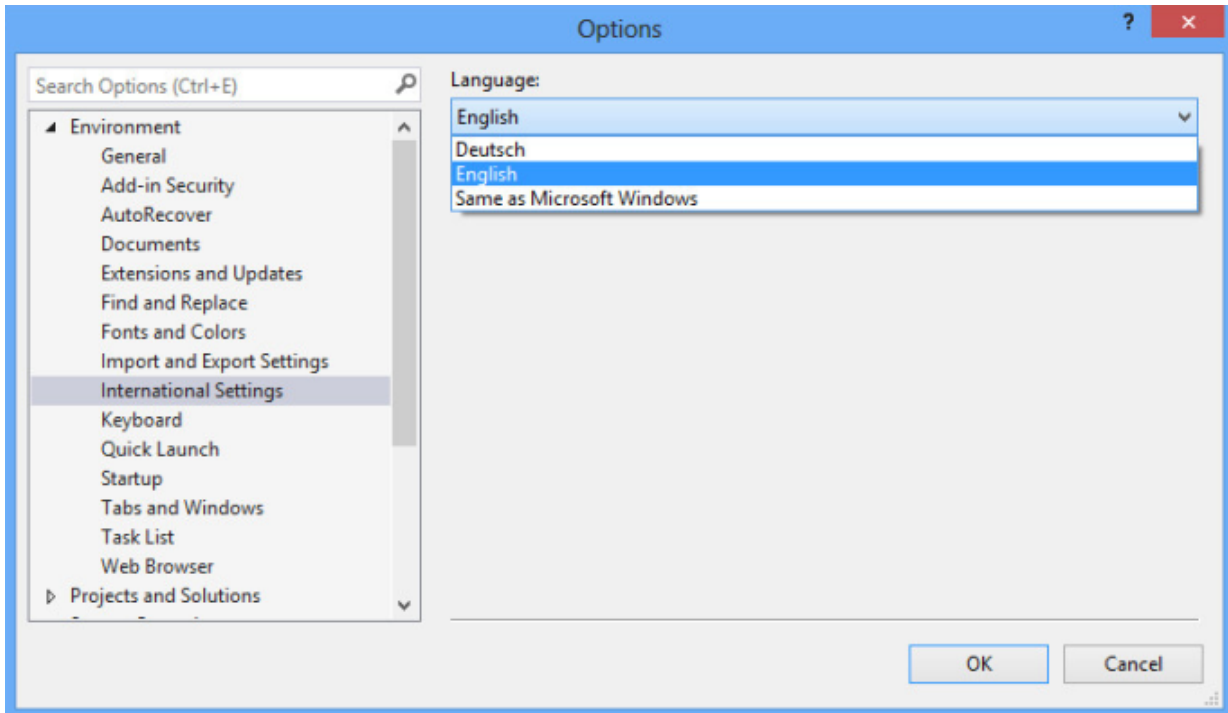 Options
?
Search Options (Ctrl+E)
Environment
General
Add-in Security
AutoRecover
Documents
Extensions and Updates
Find and Replace
Fonts and Colors
Import and Export Settings
International Settings
Keyboard
Quick Launch
Startup
Tabs and Windows
Task List
Web Browser
Projects and Solutions
Language:
English
Deutsch
English
Same as Microsoft Windows
OK
Cancel